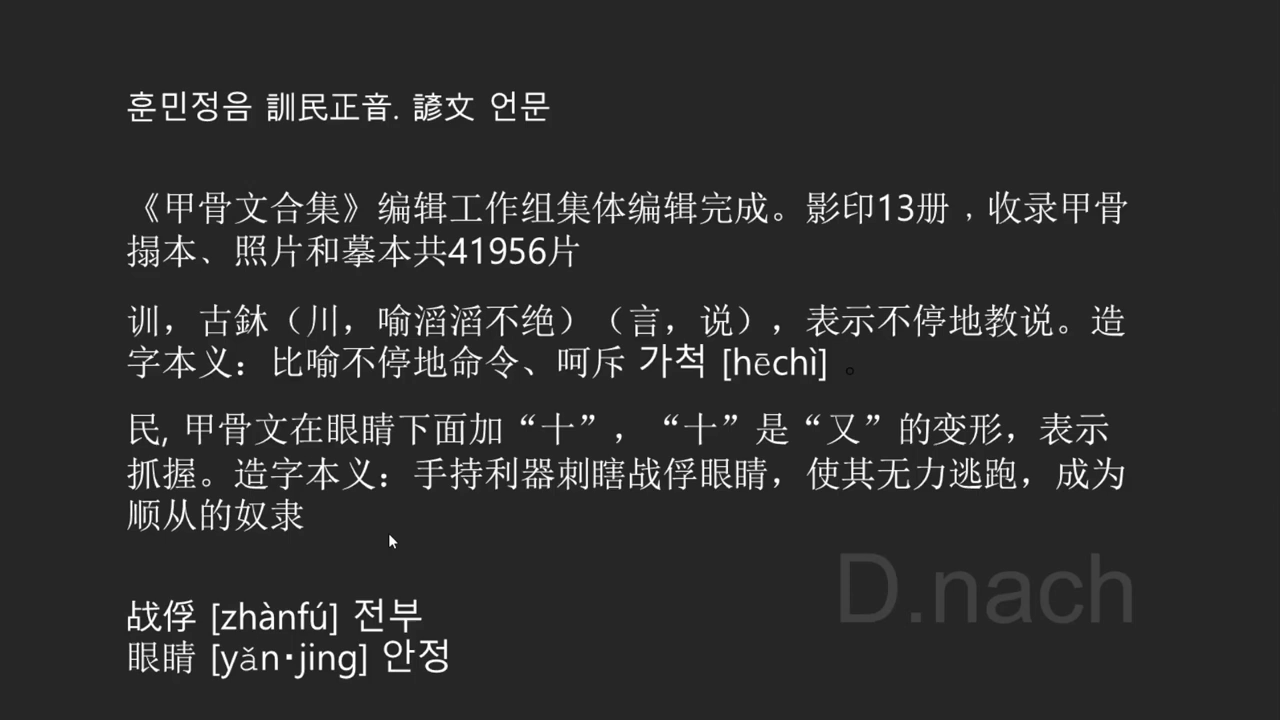 훈민정음 訓民正音. 諺文 언문
《甲骨文合集》编辑工作组集体编辑完成。影印13册，收录甲骨
搨本、照片和摹本共41956片
训，古鉥（川，喻滔滔不绝）（言，说），表示不停地教说。造
字本义：比喻不停地命令、呵斥 가척 [hēchì] 。
民, 甲骨文在眼睛下面加“十”，“十”是“又”的变形，表示
抓握。造字本义：手持利器刺瞎战俘眼睛，使其无力逃跑，成为
顺从的奴隶
D.nach
战俘 [zhànfú] 전부
眼睛 [yǎn·jing] 안정